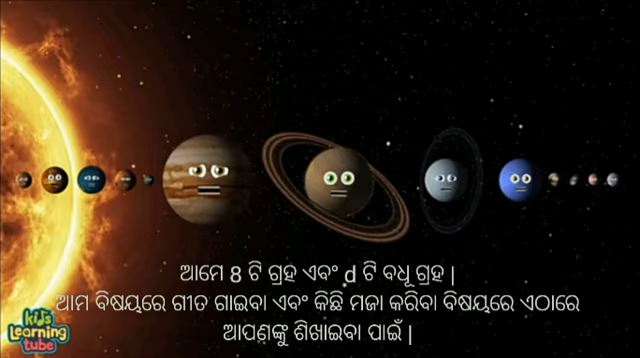 ଆମେ 8 ଟି ଗ୍ରହ ଏବଂ d ଟି ବଧୂ ଗ୍ରହ |
ଆମ ବିଷୟରେ ଗୀତ ଗାଇବା ଏବଂ କିଛି ମଜା କରିବା ବିଷୟରେ ଏଠାରେ
ଆପଣଙ୍କୁ ଶିଖାଇବା ପାଇଁ |
kids
Learning
tube